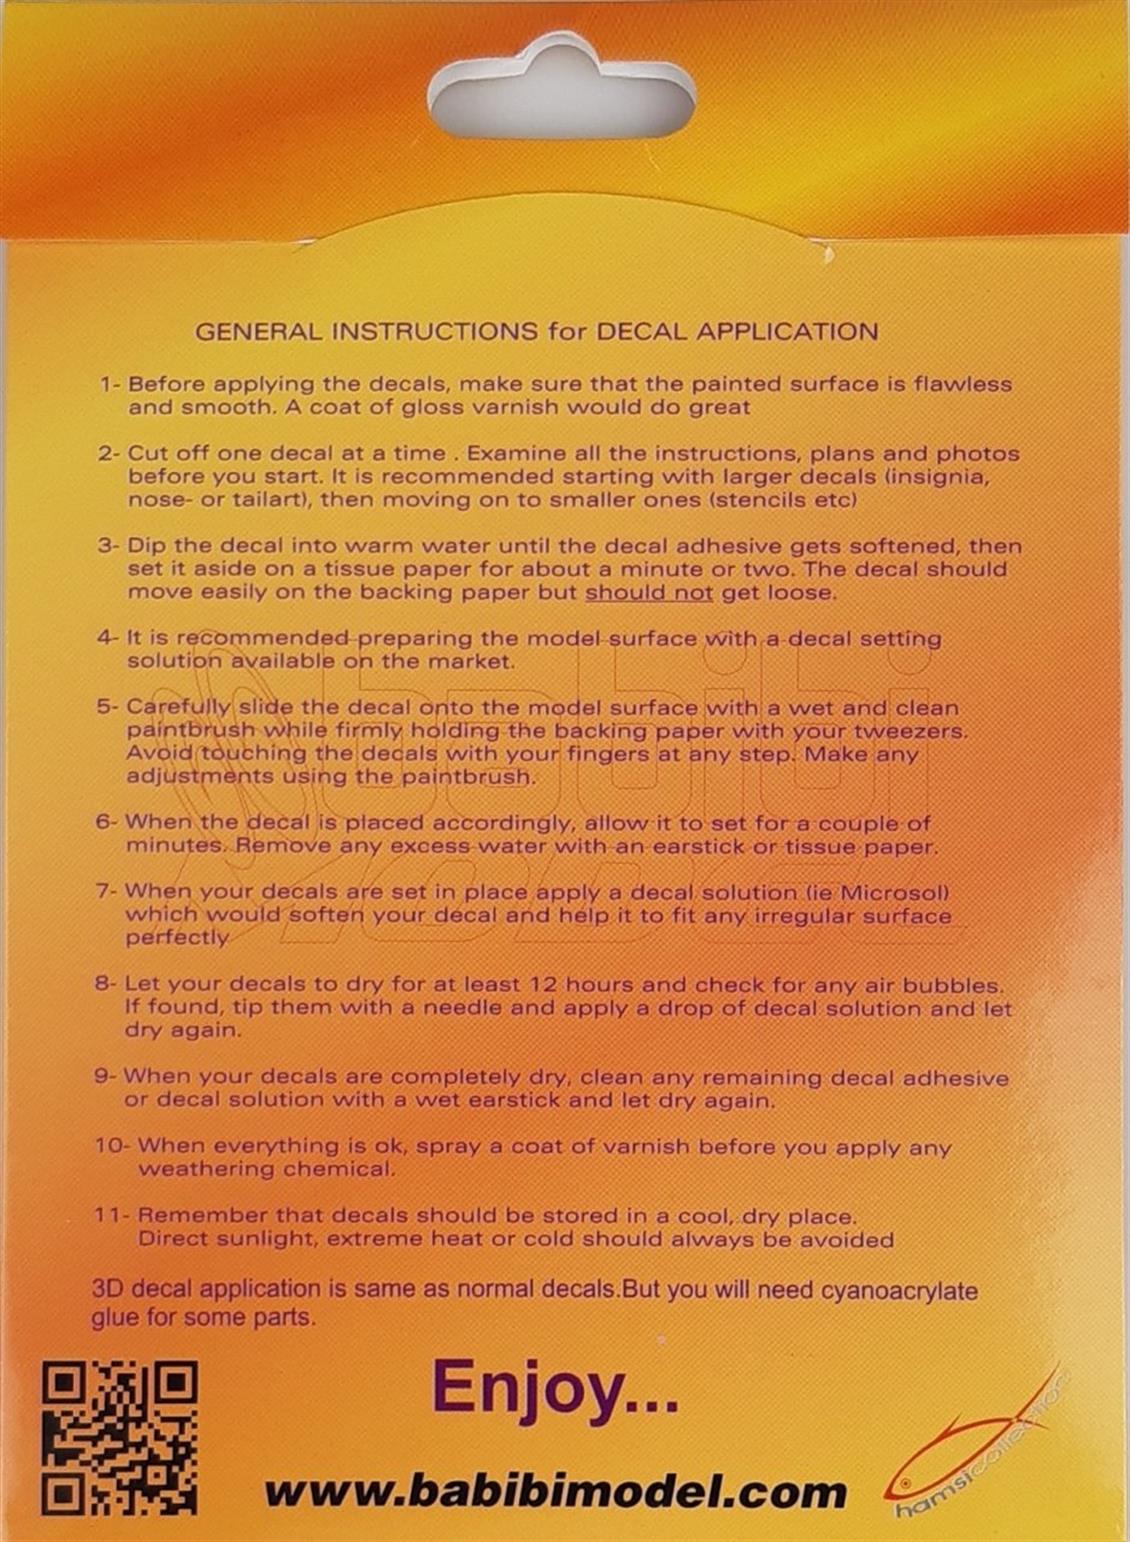 GENERAL INSTRUCTIONS for DECAL APPLICATION
1- Before applying the decals, make sure that the painted surface is flawless
and smooth. A coat of gloss varnish would do great
2- Cut off one decal at a time . Examine all the instructions, plans and photos
before you start. It is recommended starting with larger decals (insignia,
nose- or tailart), then moving on to smaller ones (stencils etc)
3- Dip the decal into warm water until the decal adhesive gets softened, then
set it aside on a tissue paper for about a minute or two. The decal should
move easily on the backing paper but should not get loose.
4- It is recommended preparing the model surface with a decal setting
solution available on the market.
5- Carefully slide the decal onto the model surface with a wet and clean
paintbrush while firmly holding the backing paper with your tweezers.
Avoid touching the decals with your fingers at any step. Make any
adjustments using the paintbrush.
6- When the decal is placed accordingly, allow it to set for a couple of
minutes. Remove any excess water with an earstick or tissue paper.
7- When your decals are set in place apply a decal solution (ie Microsol)
which would soften your decal and help it to fit any irregular surface
perfectly
8- Let your decals to dry for at least 12 hours and check for any air bubbles.
If found, tip them with a needle and apply a drop of decal solution and let
dry again.
9- When your decals are completely dry, clean any remaining decal adhesive
or decal solution with a wet earstick and let dry again.
10- When everything is ok, spray a coat of varnish before you apply any
weathering chemical.
11- Remember that decals should be stored in a cool, dry place.
Direct sunlight, extreme heat or cold should always be avoided
3D decal application is same as normal decals.But you will need cyanoacrylate
glue for some parts.
Enjoy...
www.babibimodel.com
hamsicollection
babibi
MODEL